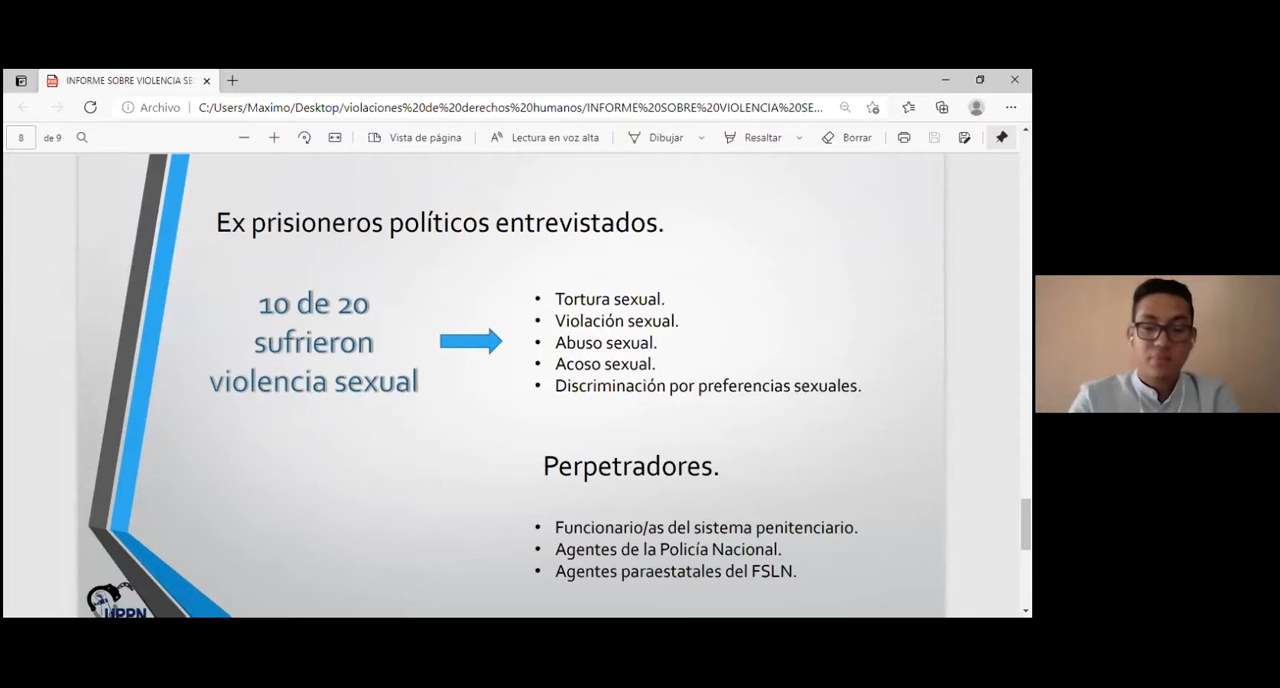 INFORME SOBRE VIOLENCIA SE
Archivo
C:/Users/Maximo/Desktop/violaciones%20de%20derechos%20humanos/INFORME%20SOBRE%20VIOLENCIA%20SE...
8 de 9
Vista de página
Lectura en voz alta
Dibujar
Resaltar
Borrar
Ex prisioneros políticos entrevistados.
10 de 20
sufrieron
violencia sexual
• Tortura sexual.
• Violación sexual.
• Abuso sexual.
• Acoso sexual.
• Discriminación por preferencias sexuales.
Perpetradores.
• Funcionario/as del sistema penitenciario.
• Agentes de la Policía Nacional.
• Agentes paraestatales del FSLN.
UPPN